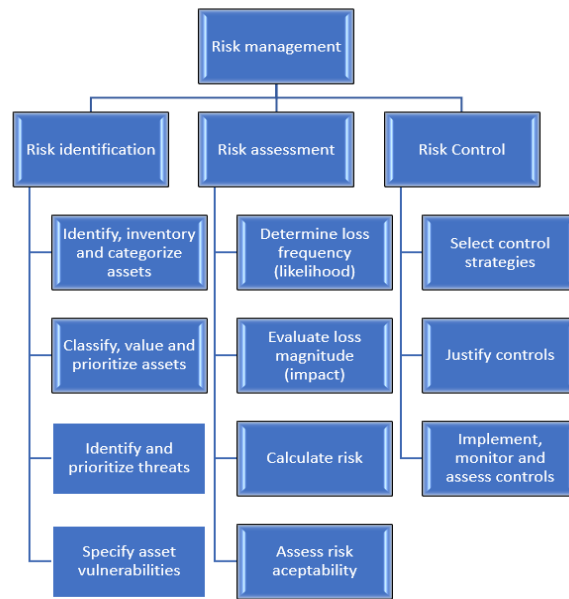 Risk management
Risk identification
Risk assessment
Risk Control
Identify, inventory
and categorize
assets
Classify, value and
prioritize assets
Identify and
prioritize threats
Specify asset
vulnerabilities
Determine loss
frequency
(likelihood)
Evaluate loss
magnitude
(impact)
Calculate risk
Assess risk
aceptability
Select control
strategies
Justify controls
Implement,
monitor and
assess controls